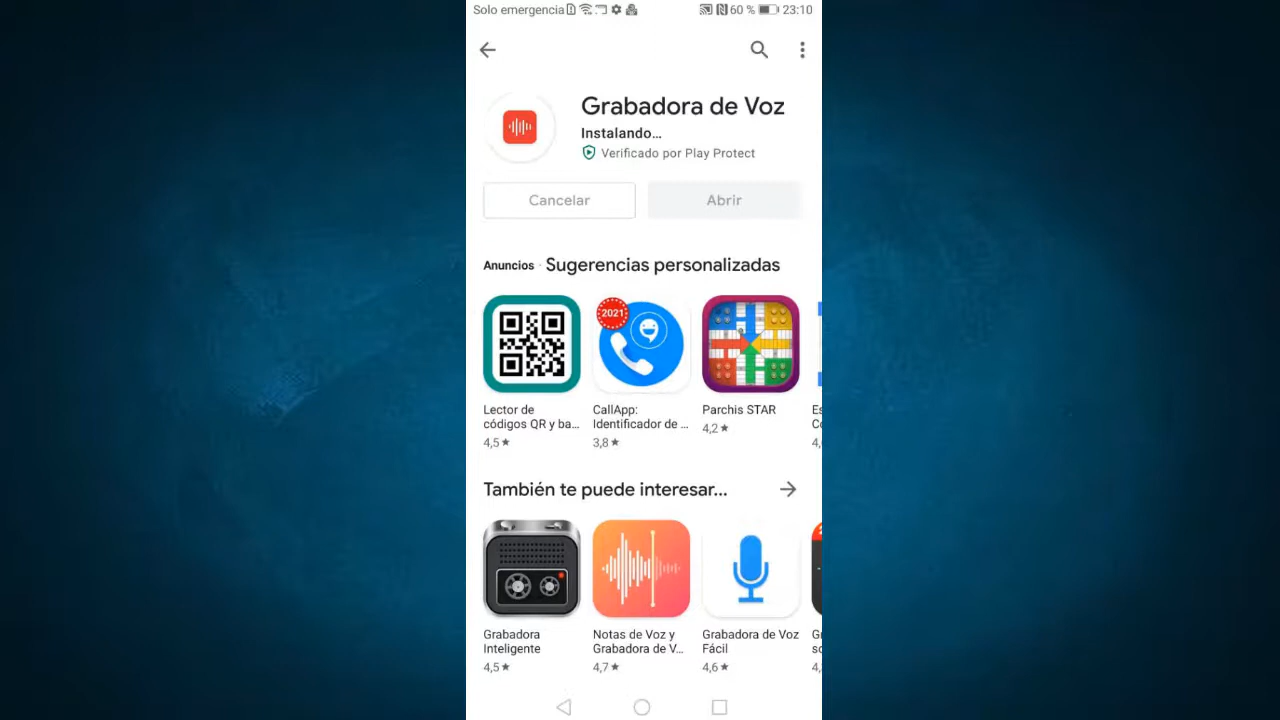 Solo emergencia 60 % 23:10
Grabadora de Voz
Instalando...
Verificado por Play Protect
Cancelar Abrir
Anuncios · Sugerencias personalizadas
2021
Lector de códigos QR y ba...
4,5★
CallApp: Identificador de ...
3,8★
Parchis STAR
4,2★
También te puede interesar...
Grabadora Inteligente
4,5★
Notas de Voz y Grabadora de V...
4,7★
Grabadora de Voz Fácil
4,6★